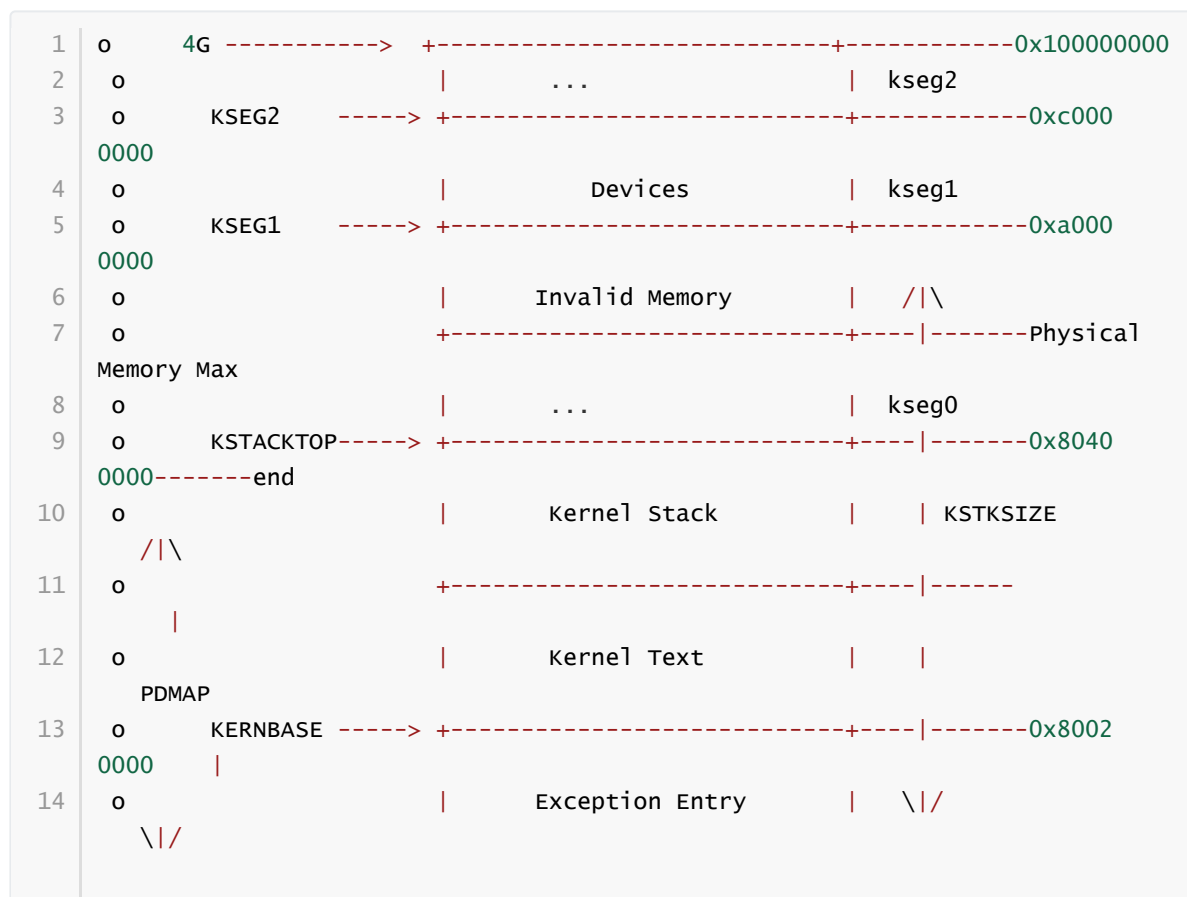 1 o     4G ----------->  +----------------------------+------------0x100000000
2  o                      |       ...                  |  kseg2
3  o      KSEG2    -----> +----------------------------+------------0xc000
0000
4  o                      |          Devices           |  kseg1
5  o      KSEG1    -----> +----------------------------+------------0xa000
0000
6  o                      |      Invalid Memory        |   /|\
7  o                      +----------------------------+----|-------Physical
Memory Max
8  o                      |       ...                  |  kseg0
9  o      KSTACKTOP-----> +----------------------------+----|-------0x8040
0000-------end
10  o                      |       Kernel Stack         |    | KSTKSIZE
   /|\
11  o                      +----------------------------+----|------
     |
12  o                      |       Kernel Text          |    |
   PDMAP
13  o      KERNBASE -----> +----------------------------+----|-------0x8002
0000    |
14  o                      |      Exception Entry       |   \|/
   \|/